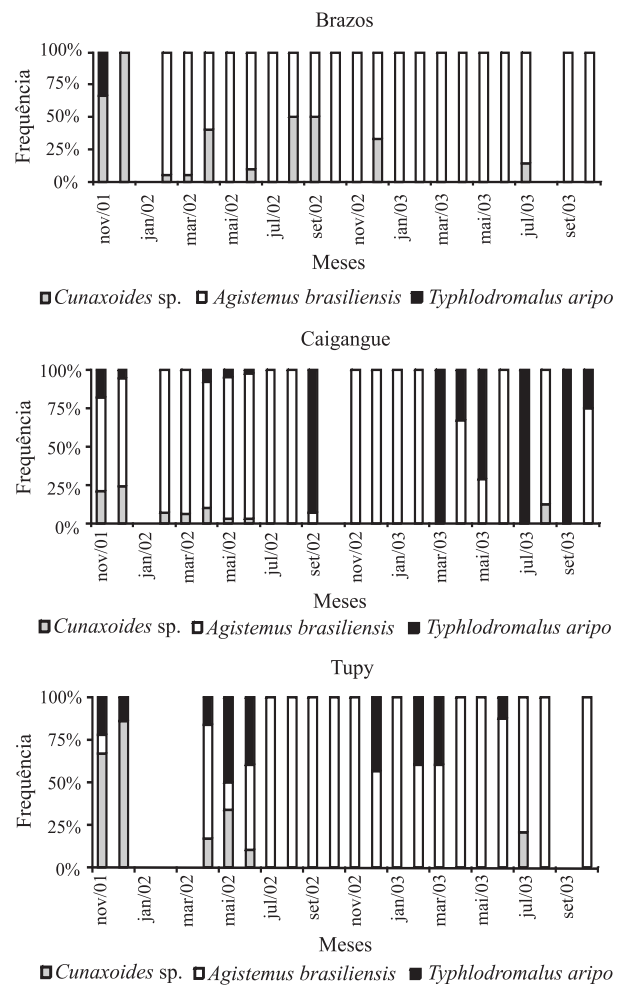 Brazos
Frequência
100%
75%
50%
25%
0%
nov/01 jan/02 mar/02 mai/02 jul/02 set/02 nov/02 jan/03 mar/03 mai/03 jul/03 set/03
Meses
Cunaxoides sp. Agistemus brasiliensis Typhlodromalus aripo
Caigangue
Frequência
100%
75%
50%
25%
0%
nov/01 jan/02 mar/02 mai/02 jul/02 set/02 nov/02 jan/03 mar/03 mai/03 jul/03 set/03
Meses
Cunaxoides sp. Agistemus brasiliensis Typhlodromalus aripo
Tupy
Frequência
100%
75%
50%
25%
0%
nov/01 jan/02 mar/02 mai/02 jul/02 set/02 nov/02 jan/03 mar/03 mai/03 jul/03 set/03
Meses
Cunaxoides sp. Agistemus brasiliensis Typhlodromalus aripo